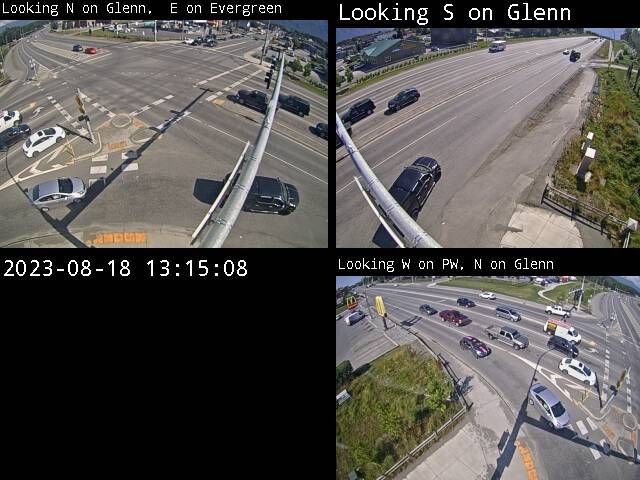 Looking N on Glenn,  E on Evergreen
Looking S on Glenn
2023-08-18 13:15:08
Looking W on PW, N on Glenn